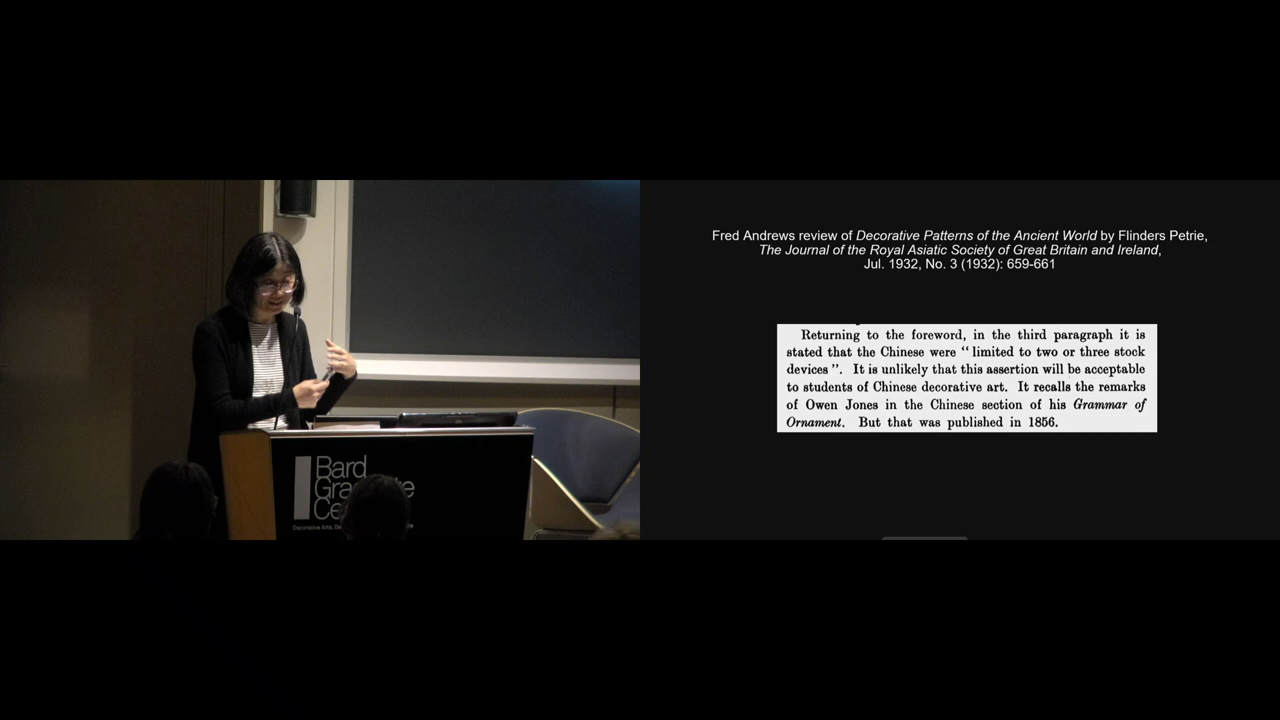 Bard
Graduate
Decorative Arts,
Fred Andrews review of Decorative Patterns of the Ancient World by Flinders Petrie,
The Journal of the Royal Asiatic Society of Great Britain and Ireland,
Jul. 1932, No. 3 (1932): 659-661
Returning to the foreword, in the third paragraph it is
stated that the Chinese were “ limited to two or three stock
devices ”. It is unlikely that this assertion will be acceptable
to students of Chinese decorative art. It recalls the remarks
of Owen Jones in the Chinese section of his Grammar of
Ornament. But that was published in 1856.